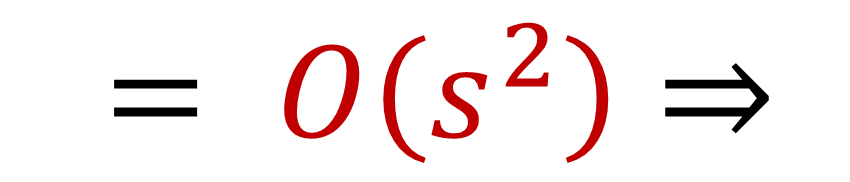 = O(s²) ⇒